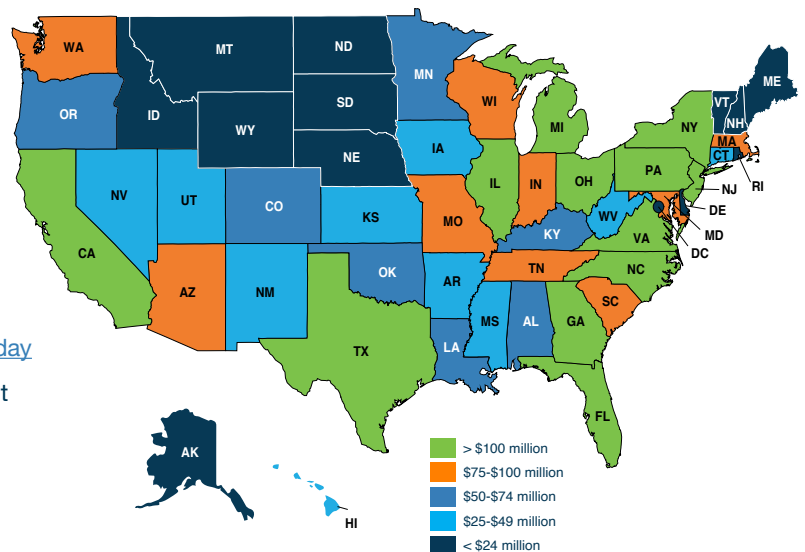 WA
MT
ND
MN
ME
VT
NH
OR
ID
SD
WI
NY
MA
WY
MI
CT
RI
IA
NE
PA
NJ
NV
UT
IL
IN
OH
DE
CO
WV
MD
KS
MO
KY
VA
DC
CA
NC
TN
OK
AZ
NM
AR
SC
MS
AL
GA
TX
LA
day
t
FL
AK
HI
> $100 million
$75-$100 million
$50-$74 million
$25-$49 million
< $24 million